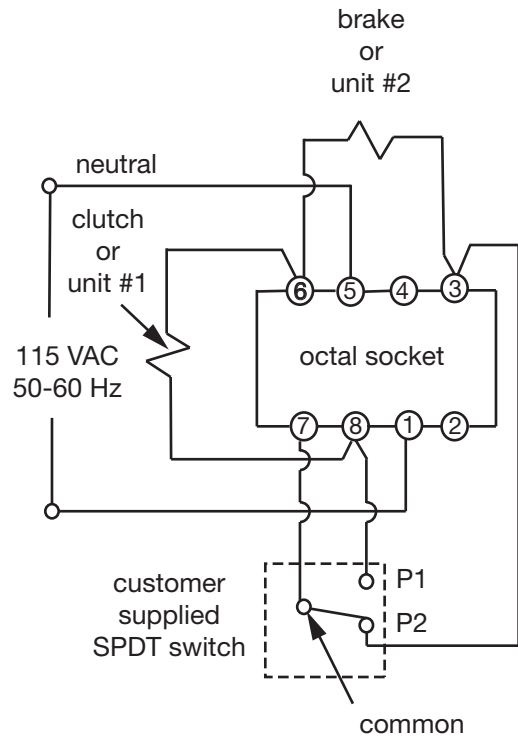 brake
or
unit #2
neutral
clutch
or
unit #1
6 5 4 3
115 VAC
50-60 Hz
octal socket
7 8 1 2
customer
supplied
SPDT switch
P1
P2
common